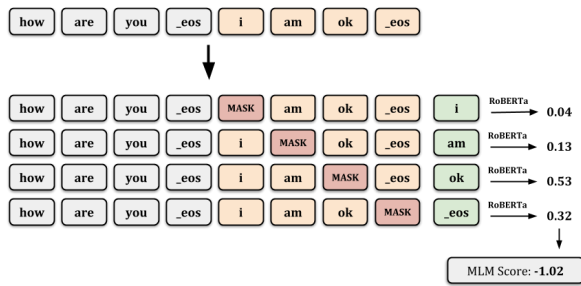 how are you _eos i am ok _eos
how are you _eos MASK am ok _eos i RoBERTa 0.04
how are you _eos i MASK ok _eos am RoBERTa 0.13
how are you _eos i am MASK _eos ok RoBERTa 0.53
how are you _eos i am ok MASK _eos RoBERTa 0.32
MLM Score: -1.02